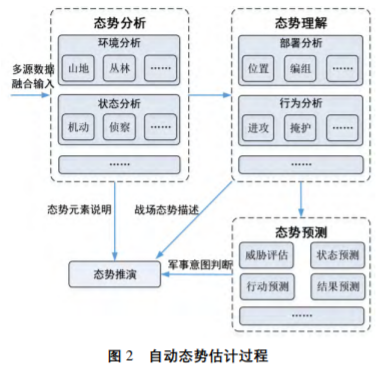 态势分析
环境分析
山地
丛林
……
状态分析
机动
侦察
……
……
多源数据
融合输入
态势理解
部署分析
位置
编组
……
行为分析
进攻
掩护
……
……
态势元素说明
战场态势描述
态势预测
威胁评估
状态预测
行动预测
结果预测
……
军事意图判断
态势推演
图 2 自动态势估计过程